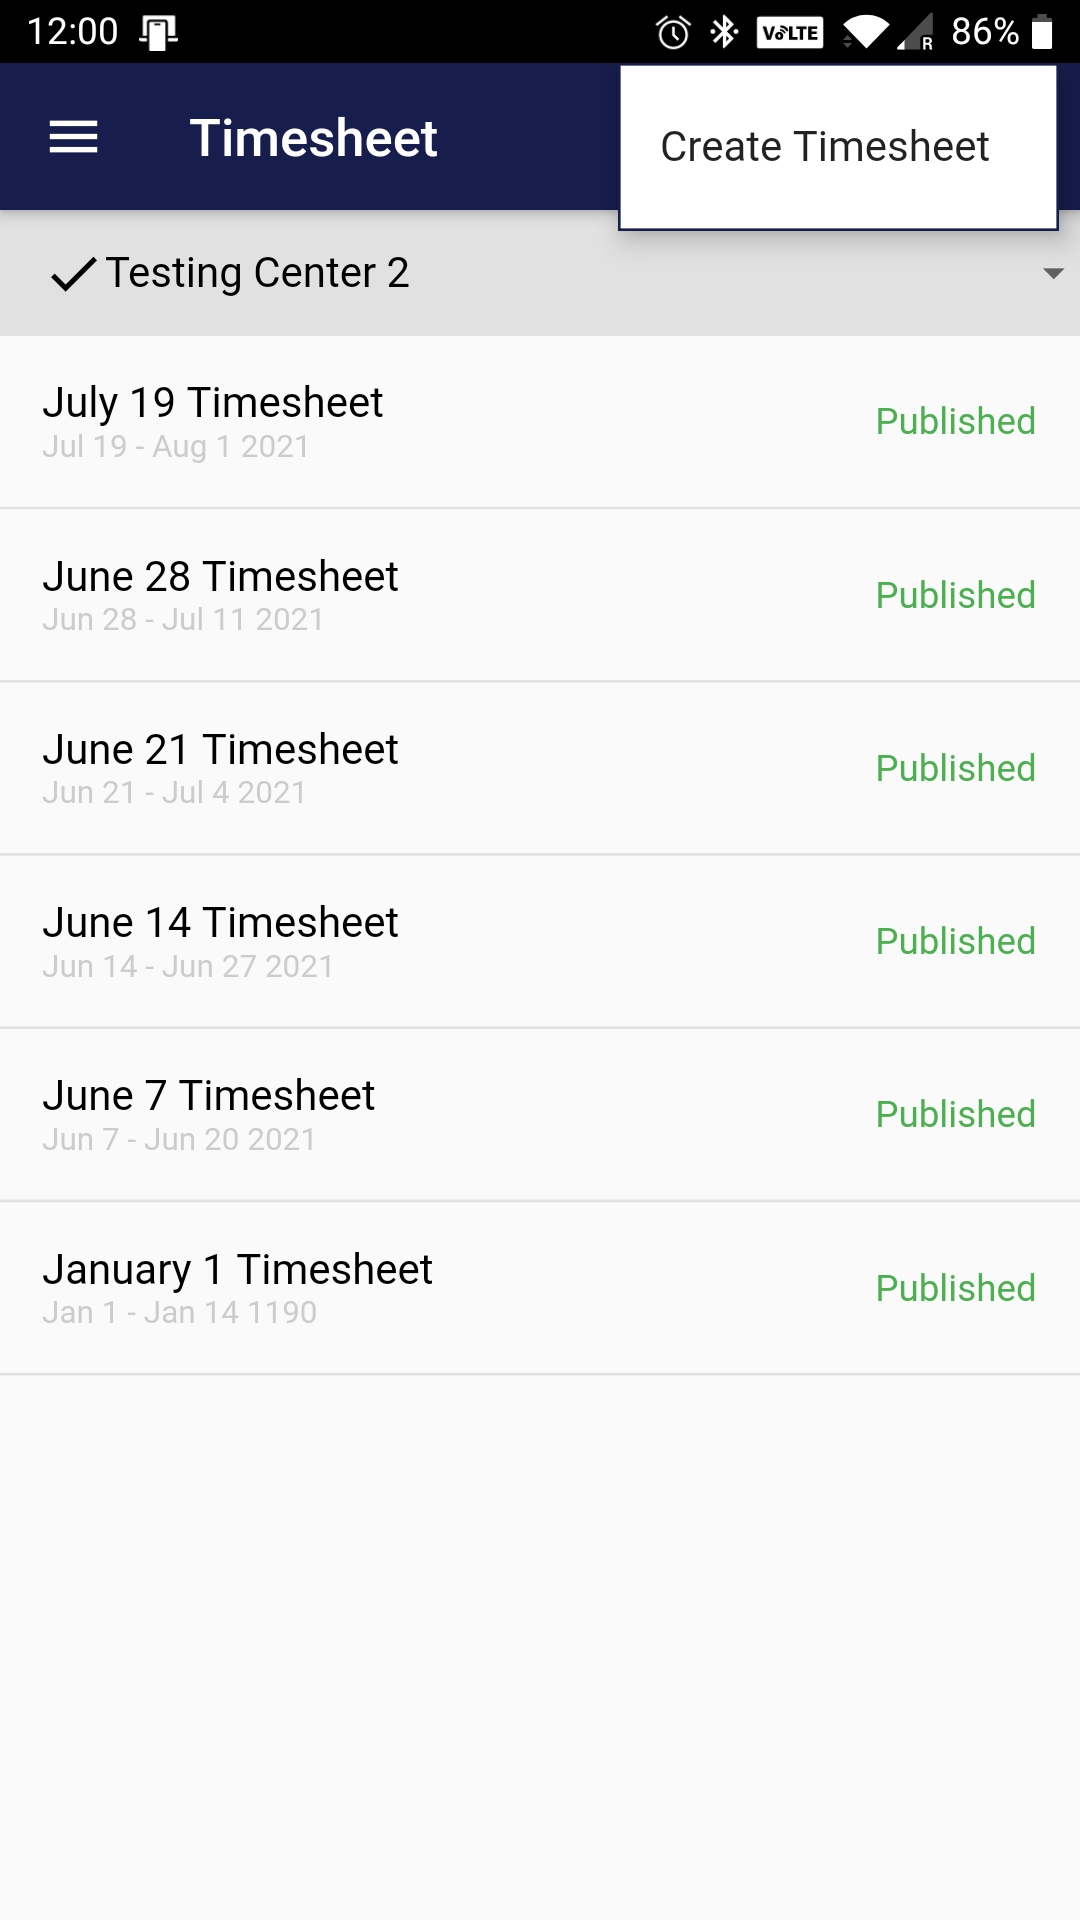 12:00 VoLTE R 86%
Timesheet
Create Timesheet
Testing Center 2
July 19 Timesheet
Jul 19 - Aug 1 2021
Published
June 28 Timesheet
Jun 28 - Jul 11 2021
Published
June 21 Timesheet
Jun 21 - Jul 4 2021
Published
June 14 Timesheet
Jun 14 - Jun 27 2021
Published
June 7 Timesheet
Jun 7 - Jun 20 2021
Published
January 1 Timesheet
Jan 1 - Jan 14 1190
Published